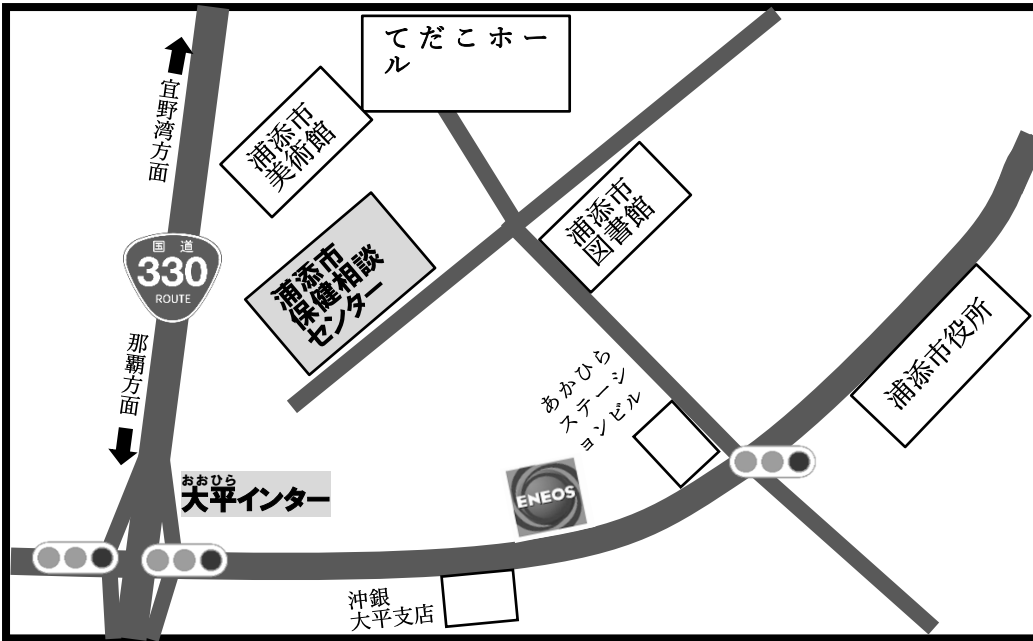 てだこホー
ル
宜野湾方面
浦添市
美術館
浦添市
図書館
国道
330
ROUTE
浦添市
保健相談
センター
那覇方面
浦添市役所
あかひら
ステーシ
ョンビル
おおひら
大平インター
ENEOS
沖銀
大平支店